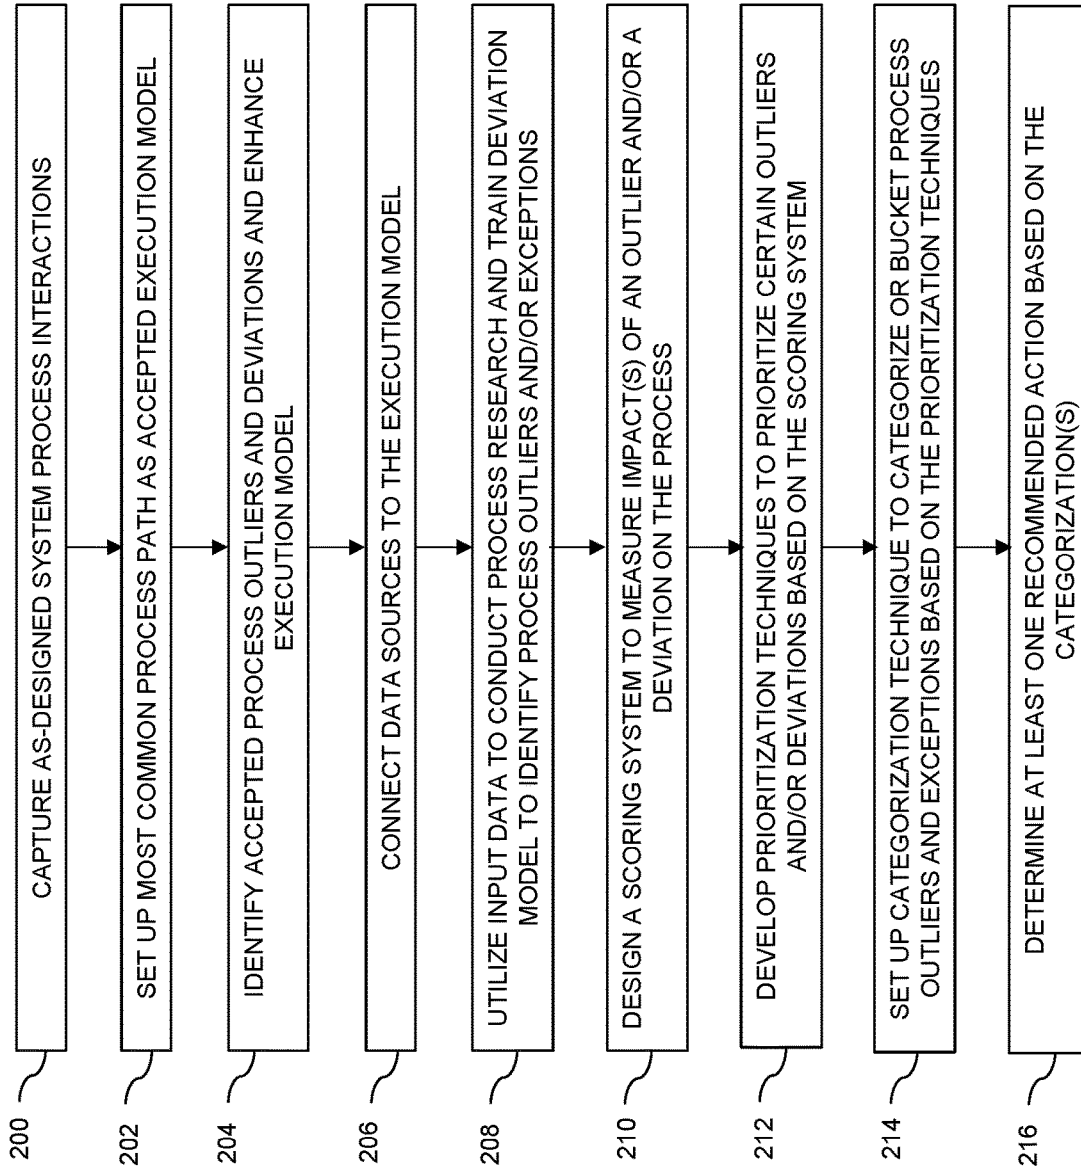 200
CAPTURE AS-DESIGNED SYSTEM PROCESS INTERACTIONS
202
SET UP MOST COMMON PROCESS PATH AS ACCEPTED EXECUTION MODEL
204
IDENTIFY ACCEPTED PROCESS OUTLIERS AND DEVIATIONS AND ENHANCE
EXECUTION MODEL
206
CONNECT DATA SOURCES TO THE EXECUTION MODEL
208
UTILIZE INPUT DATA TO CONDUCT PROCESS RESEARCH AND TRAIN DEVIATION
MODEL TO IDENTIFY PROCESS OUTLIERS AND/OR EXCEPTIONS
210
DESIGN A SCORING SYSTEM TO MEASURE IMPACT(S) OF AN OUTLIER AND/OR A
DEVIATION ON THE PROCESS
212
DEVELOP PRIORITIZATION TECHNIQUES TO PRIORITIZE CERTAIN OUTLIERS
AND/OR DEVIATIONS BASED ON THE SCORING SYSTEM
214
SET UP CATEGORIZATION TECHNIQUE TO CATEGORIZE OR BUCKET PROCESS
OUTLIERS AND EXCEPTIONS BASED ON THE PRIORITIZATION TECHNIQUES
216
DETERMINE AT LEAST ONE RECOMMENDED ACTION BASED ON THE
CATEGORIZATION(S)